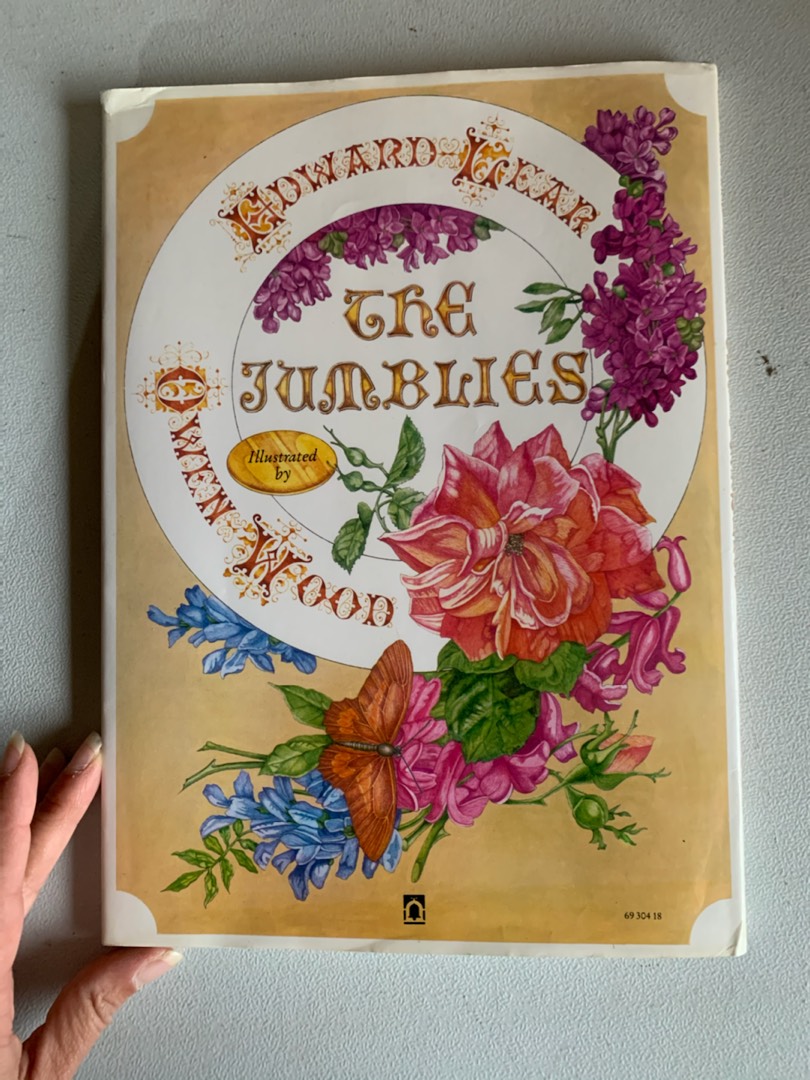 EDWARD LEAR
THE
JUMBLIES
Illustrated
by
OWEN WOOD
69 304 18